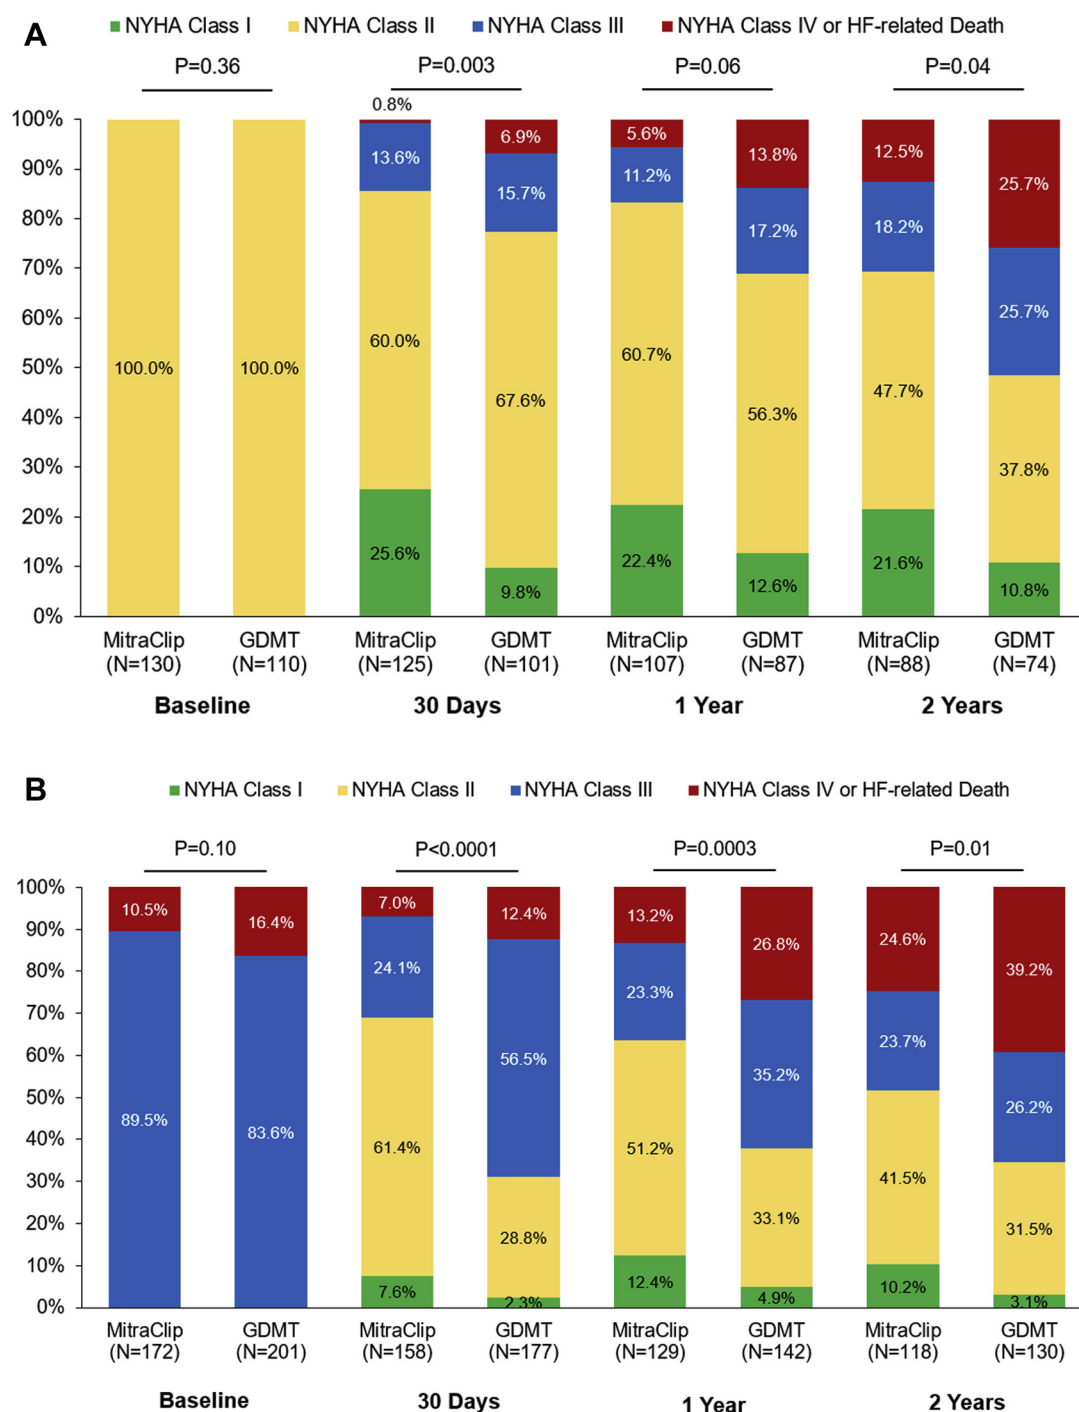 A
NYHA Class I NYHA Class II NYHA Class III NYHA Class IV or HF-related Death
P=0.36 P=0.003 P=0.06 P=0.04
0.8%
100%
90%
80%
70%
60%
50%
40%
30%
20%
10%
0%
100.0% 100.0%
13.6% 60.0% 25.6%
6.9% 15.7% 67.6% 9.8%
5.6% 11.2% 60.7% 22.4%
13.8% 17.2% 56.3% 12.6%
12.5% 18.2% 47.7% 21.6%
25.7% 25.7% 37.8% 10.8%
MitraClip GDMT MitraClip GDMT MitraClip GDMT MitraClip GDMT
(N=130) (N=110) (N=125) (N=101) (N=107) (N=87) (N=88) (N=74)
Baseline 30 Days 1 Year 2 Years
B
NYHA Class I NYHA Class II NYHA Class III NYHA Class IV or HF-related Death
P=0.10 P<0.0001 P=0.0003 P=0.01
100%
90%
80%
70%
60%
50%
40%
30%
20%
10%
0%
10.5% 89.5%
16.4% 83.6%
7.0% 24.1% 61.4% 7.6%
12.4% 56.5% 28.8% 2.3%
13.2% 23.3% 51.2% 12.4%
26.8% 35.2% 33.1% 4.9%
24.6% 23.7% 41.5% 10.2%
39.2% 26.2% 31.5% 3.1%
MitraClip GDMT MitraClip GDMT MitraClip GDMT MitraClip GDMT
(N=172) (N=201) (N=158) (N=177) (N=129) (N=142) (N=118) (N=130)
Baseline 30 Days 1 Year 2 Years